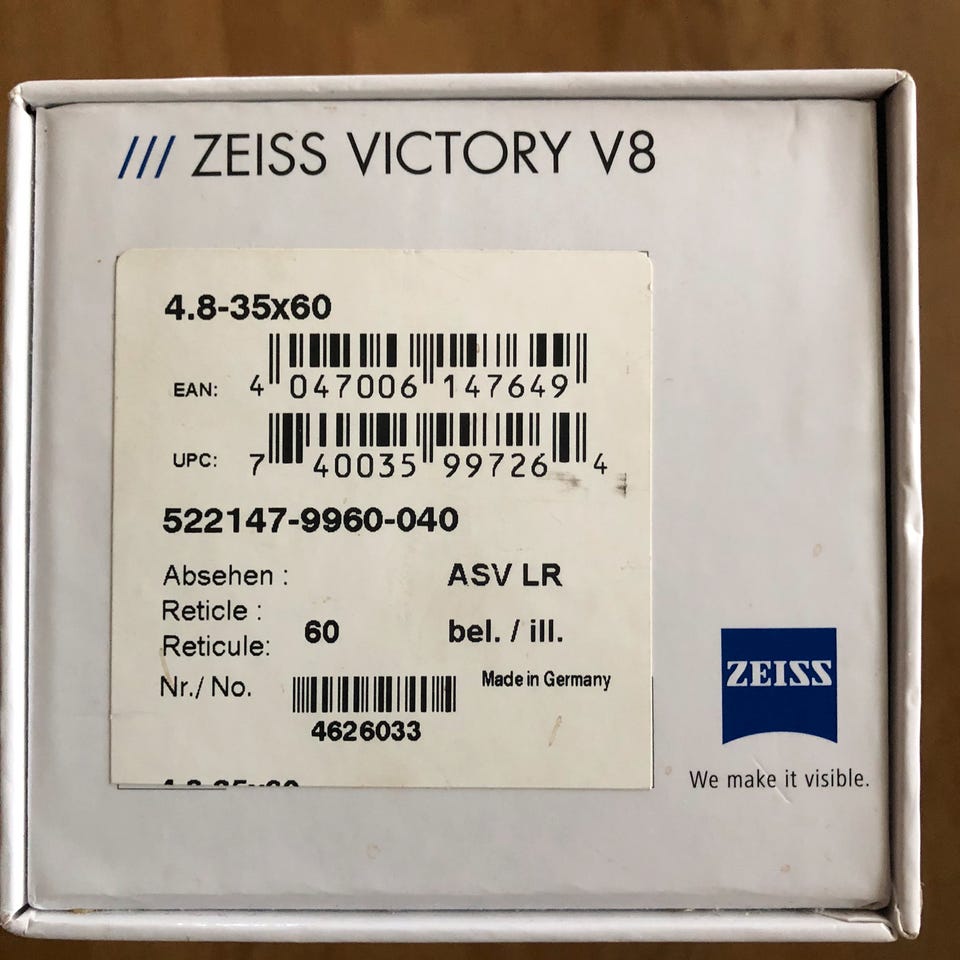 /// ZEISS VICTORY V8
4.8-35x60
EAN: 4 047006 147649
UPC: 7 40035 99726 4
522147-9960-040
Absehen : ASV LR
Reticle :
Reticule: 60 bel. / ill.
Nr./ No. Made in Germany
4626033
ZEISS
We make it visible.